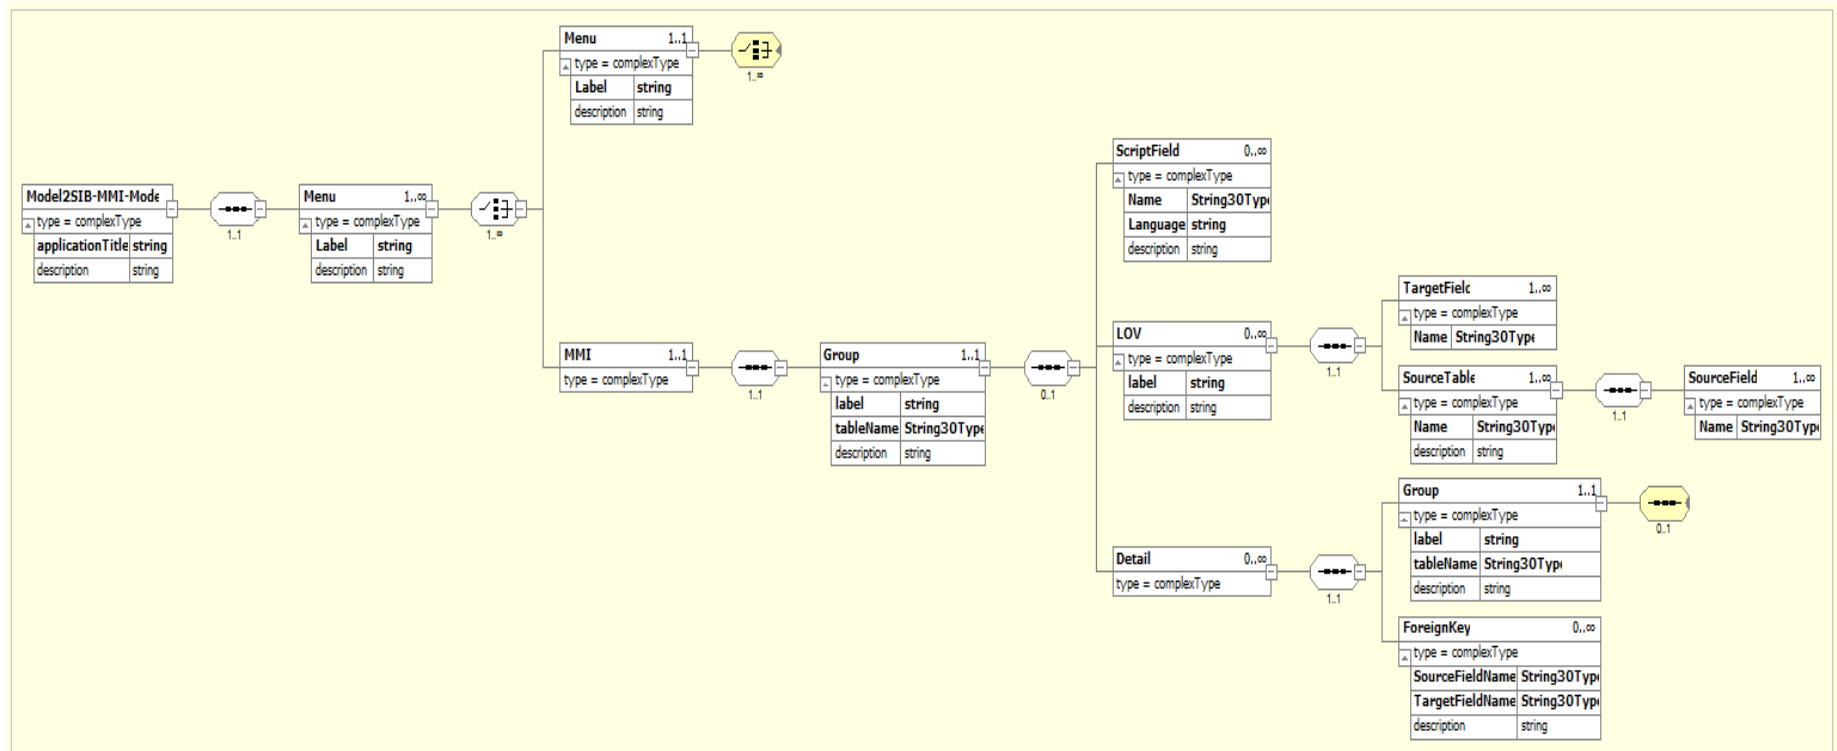 Model2SIB-MMI-Mode
type = complexType
applicationTitle string
description string
1..1
Menu 1..∞
type = complexType
Label string
description string
1..∞
Menu 1..1
type = complexType
Label string
description string
1..∞
MMI 1..1
type = complexType
1..1
Group 1..1
type = complexType
label string
tableName String30Type
description string
0..1
ScriptField 0..∞
type = complexType
Name String30Typ
Language string
description string
LOV 0..∞
type = complexType
label string
description string
1..1
TargetField 1..∞
type = complexType
Name String30Type
SourceTable 1..∞
type = complexType
Name String30Typ
description string
1..1
SourceField 1..∞
type = complexType
Name String30Typ
Detail 0..∞
type = complexType
1..1
Group 1..1
type = complexType
label string
tableName String30Typ
description string
0..1
ForeignKey 0..∞
type = complexType
SourceFieldName String30Typ
TargetFieldName String30Typ
description string